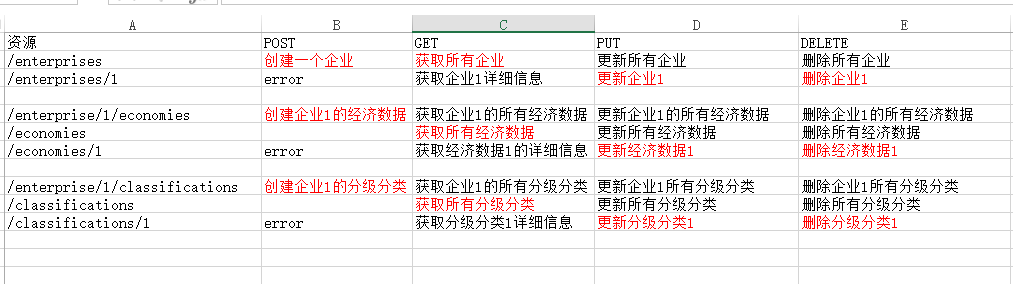 A B C D E
资源 POST GET PUT DELETE
/enterprises 创建一个企业 获取所有企业 更新所有企业 删除所有企业
/enterprises/1 error 获取企业1详细信息 更新企业1 删除企业1
/enterprise/1/economies 创建企业1的经济数据 获取企业1的所有经济数据 更新企业1的所有经济数据 删除企业1的所有经济数据
/economies 获取所有经济数据 更新所有经济数据 删除所有经济数据
/economies/1 error 获取经济数据1的详细信息 更新经济数据1 删除经济数据1
/enterprise/1/classifications 创建企业1的分级分类 获取企业1的所有分级分类 更新企业1所有分级分类 删除企业1所有分级分类
/classifications 获取所有分级分类 更新所有分级分类 删除所有分级分类
/classifications/1 error 获取分级分类1详细信息 更新分级分类1 删除分级分类1